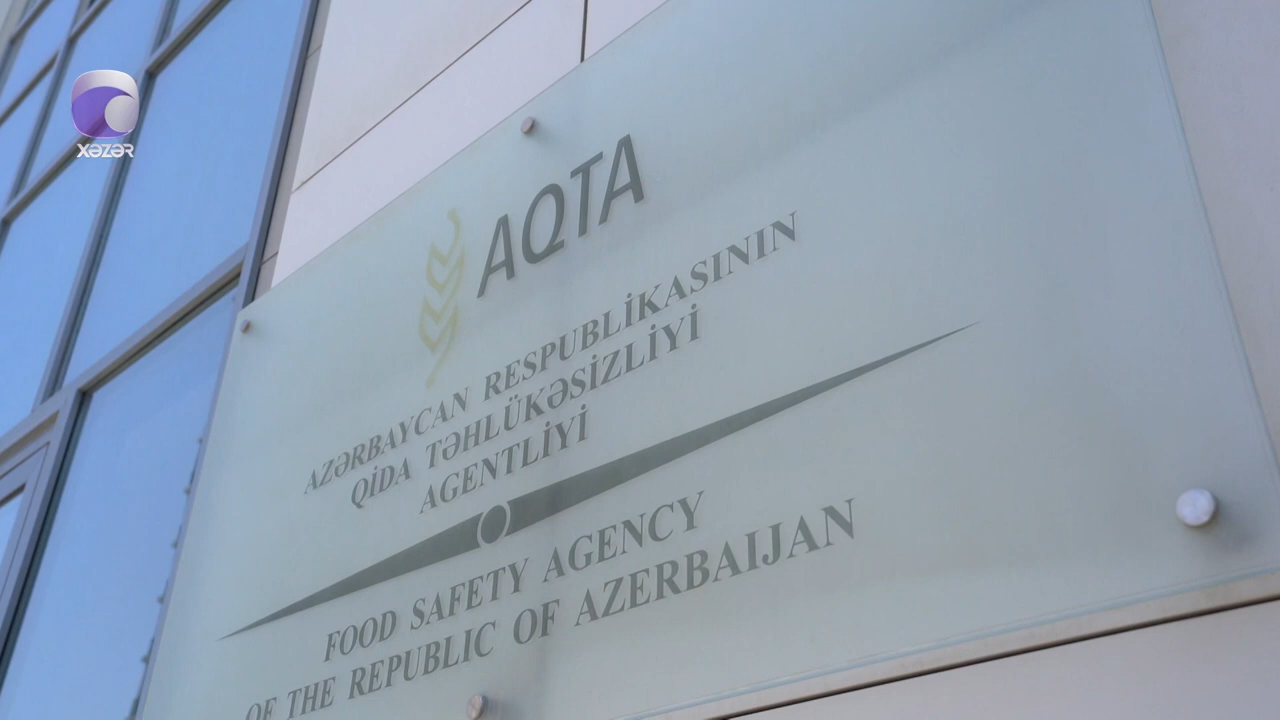 XƏZƏR
AQTA
AZƏRBAYCAN RESPUBLİKASININ
QİDA TƏHLÜKƏSİZLİYİ
AGENTLİYİ
FOOD SAFETY AGENCY
OF THE REPUBLIC OF AZERBAIJAN